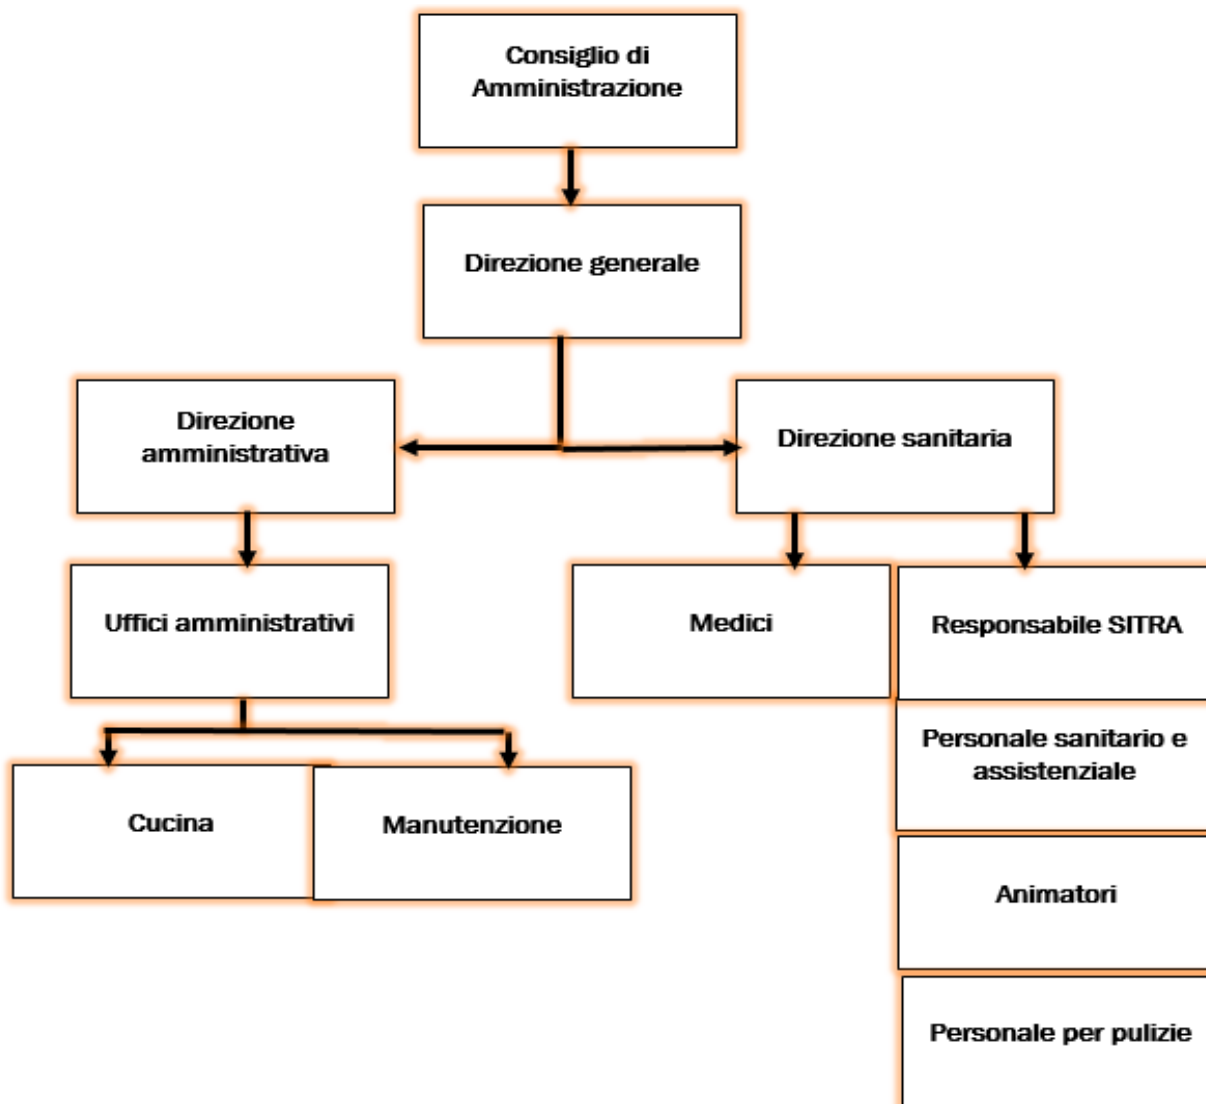 Consiglio di
Amministrazione
Direzione generale
Direzione
amministrativa
Direzione sanitaria
Uffici amministrativi
Medici
Responsabile SITRA
Personale sanitario e
assistenziale
Cucina
Manutenzione
Animatori
Personale per pulizie